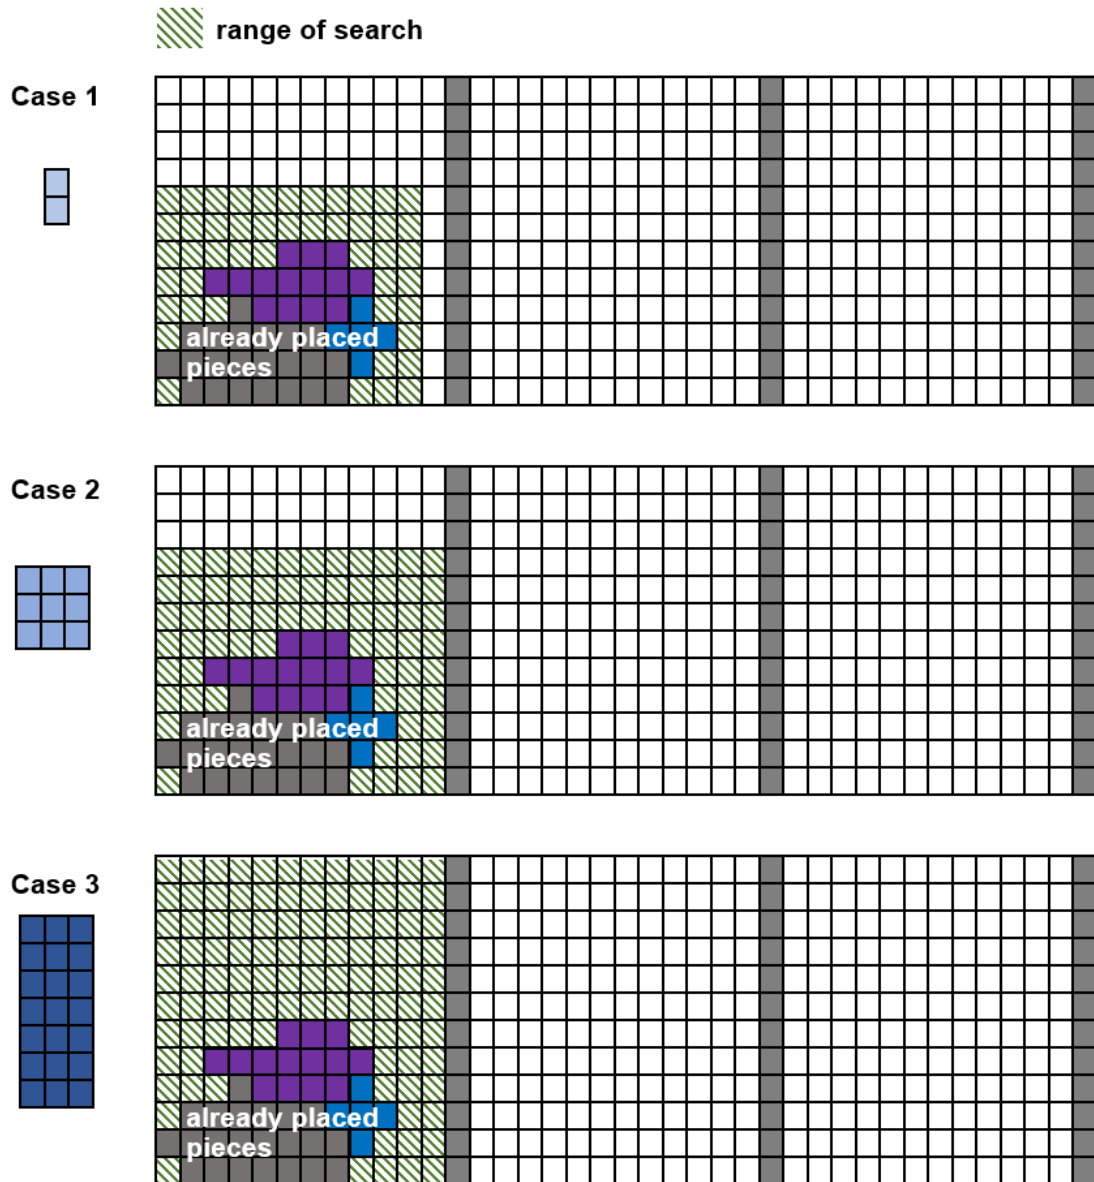 range of search
Case 1
already placed
pieces
Case 2
already placed
pieces
Case 3
already placed
pieces